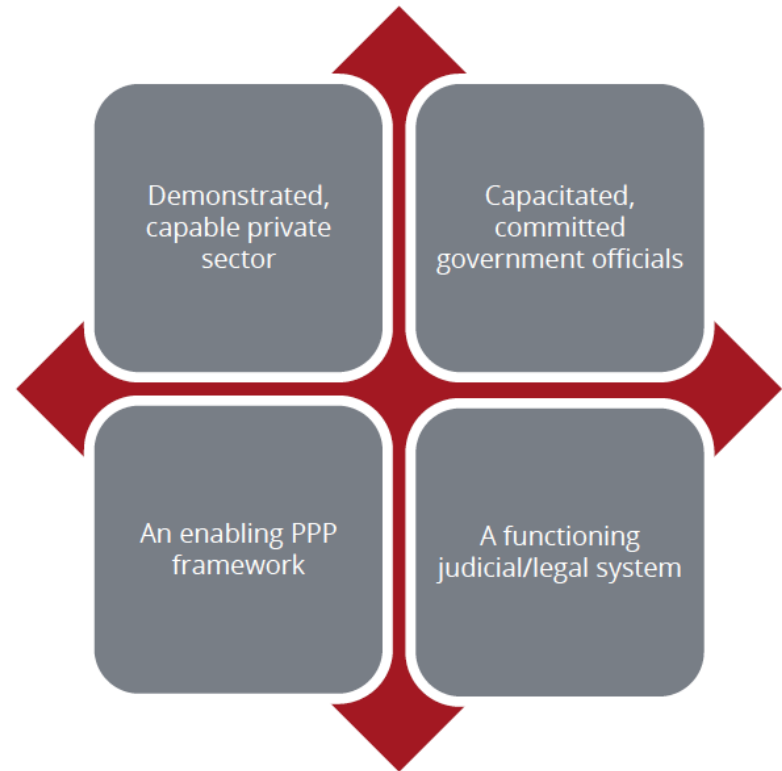 Demonstrated,
capable private
sector
Capacitated,
committed
government officials
An enabling PPP
framework
A functioning
judicial/legal system